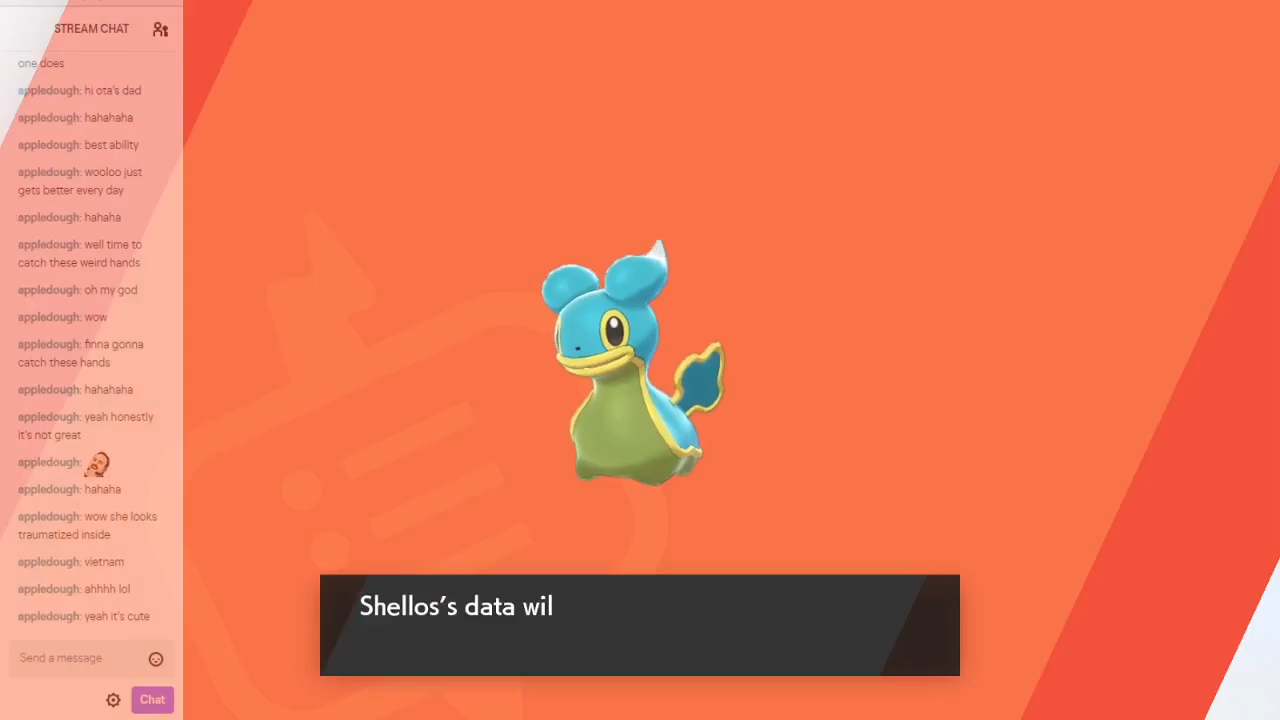 STREAM CHAT
one does
appledough: hi ota's dad
appledough: hahahaha
appledough: best ability
appledough: wooloo just
gets better every day
appledough: hahaha
appledough: well time to
catch these weird hands
appledough: oh my god
appledough: wow
appledough: finna gonna
catch these hands
appledough: hahahaha
appledough: yeah honestly
it's not great
appledough:
appledough: hahaha
appledough: wow she looks
traumatized inside
appledough: vietnam
appledough: ahhhh lol
appledough: yeah it's cute
Send a message
Chat
Shellos's data wil